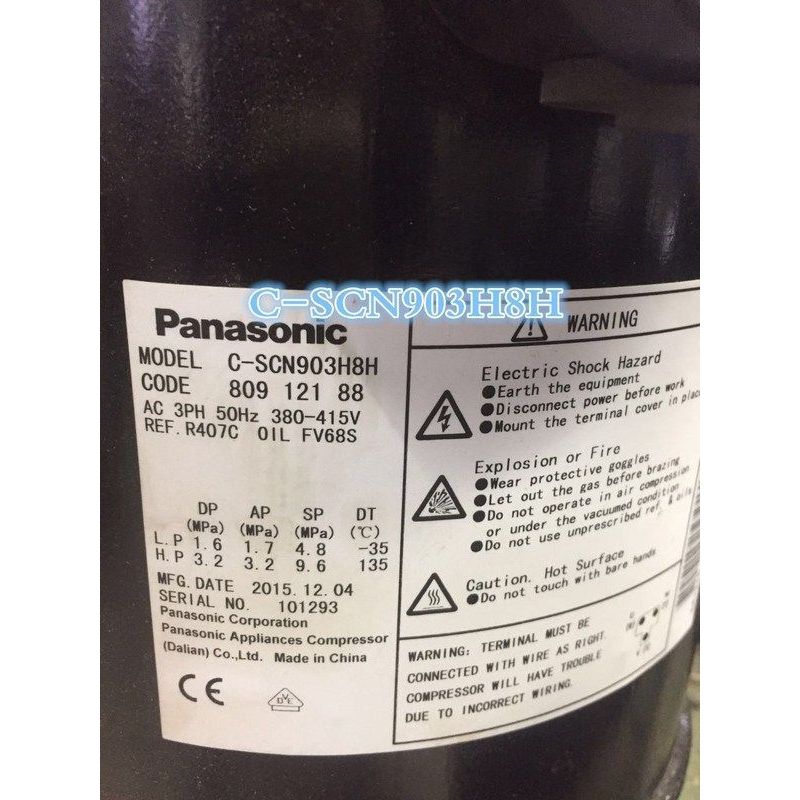 C-SCN903H8H
Panasonic
MODEL C-SCN903H8H
CODE 809 121 88
AC 3PH 50Hz 380-415V
REF. R407C OIL FV68S
DP AP SP DT
(MPa) (MPa) (MPa) (℃)
L.P 1.6 1.7 4.8 -35
H.P 3.2 3.2 9.6 135
MFG. DATE 2015.12.04
SERIAL NO. 101293
Panasonic Corporation
Panasonic Appliances Compressor
(Dalian) Co.,Ltd. Made in China
CE
WARNING
Electric Shock Hazard
●Earth the equipment
●Disconnect power before work
●Mount the terminal cover in place
Explosion or Fire
●Wear protective goggles
●Let out the gas before brazing
●Do not operate in air compression
or under the vacuumed condition
●Do not use unprescribed ref. & oils
Caution. Hot Surface
●Do not touch with bare hands
WARNING: TERMINAL MUST BE
CONNECTED WITH WIRE AS RIGHT.
COMPRESSOR WILL HAVE TROUBLE
DUE TO INCORRECT WIRING.